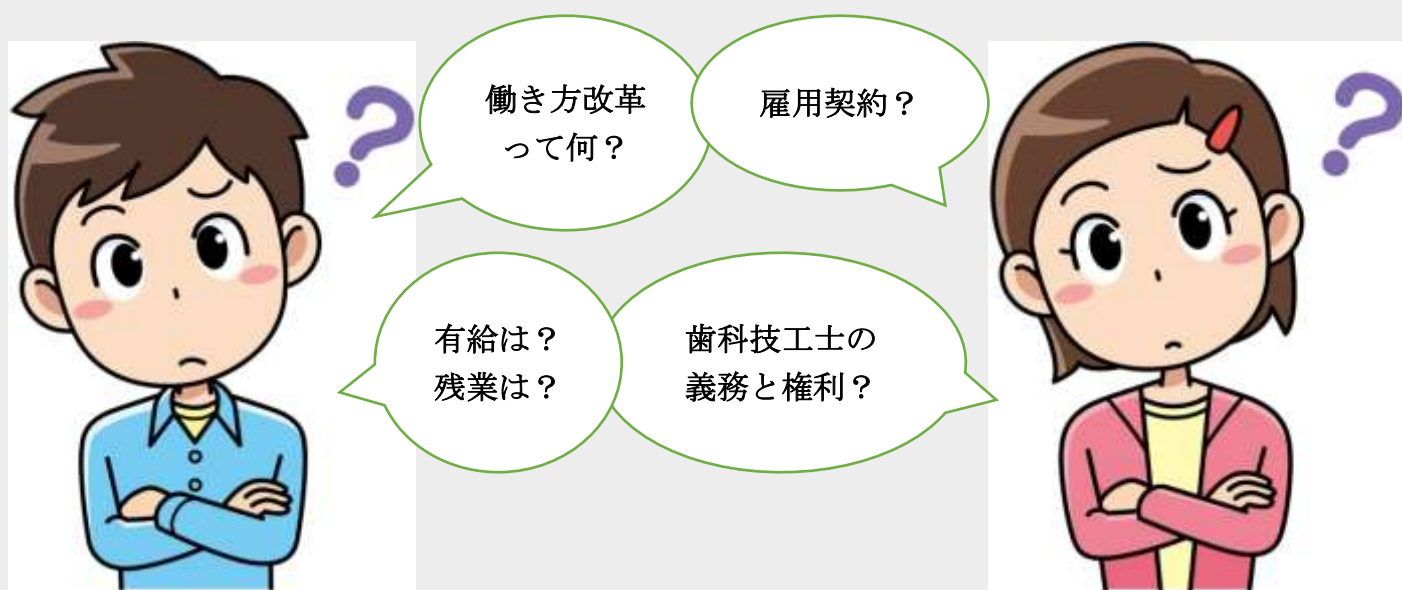 働き方改革
って何？
雇用契約？
有給は？
残業は？
歯科技工士の
義務と権利？
？
？